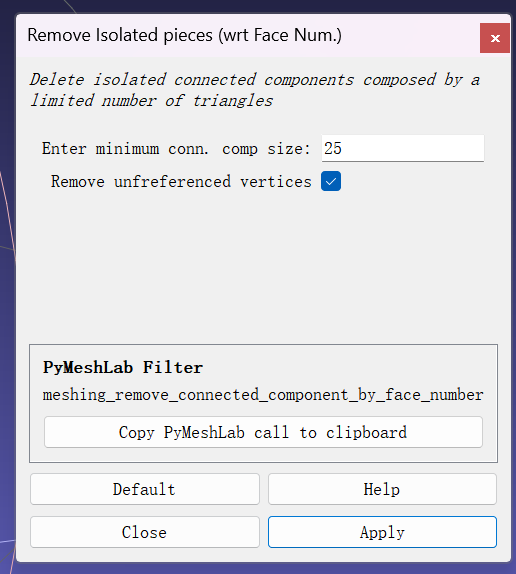 Remove Isolated pieces (wrt Face Num.)
Delete isolated connected components composed by a
limited number of triangles
Enter minimum conn. comp size: 25
Remove unfreferenced vertices
PyMeshLab Filter
meshing_remove_connected_component_by_face_number
Copy PyMeshLab call to clipboard
Default Help
Close Apply